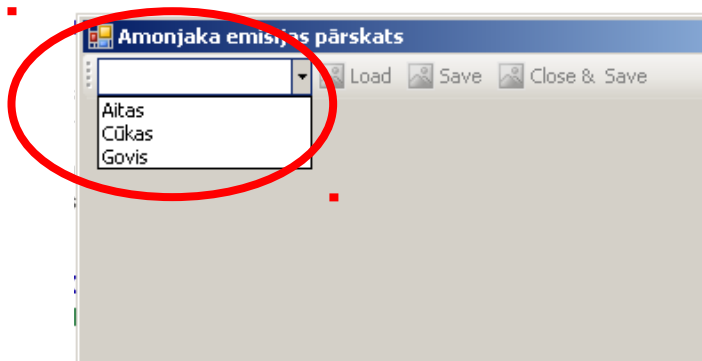 Amonjaka emisijas pārskats
Load Save Close & Save
Aitas
Cūkas
Govis